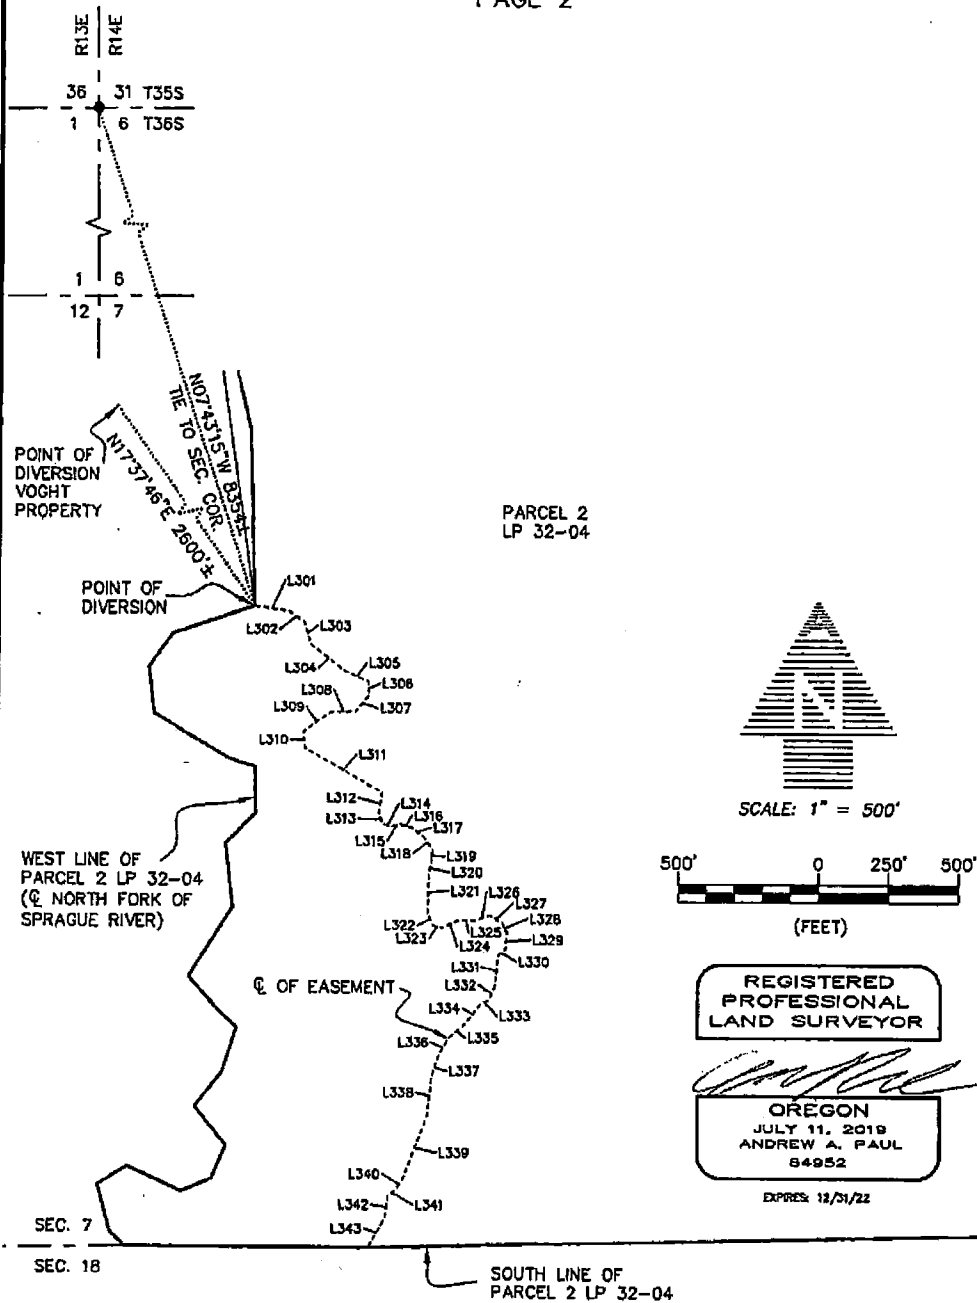 PAGE 2
R13E
R14E
36 31 T35S
1 6 T36S
1 6
12 7
N07°43'15"W 8354'±
TIE TO SEC. COR.
N17°37'46"E 2600'±
POINT OF
DIVERSION
VOGHT
PROPERTY
PARCEL 2
LP 32-04
POINT OF
DIVERSION
L301
L302
L303
L304
L305
L306
L307
L308
L309
L310
L311
L312
L313
L314
L315
L316
L317
L318
L319
L320
L321
L322
L323
L324
L325
L326
L327
L328
L329
L330
L331
L332
L333
L334
L335
L336
L337
L338
L339
L340
L341
L342
L343
WEST LINE OF
PARCEL 2 LP 32-04
(℄ NORTH FORK OF
SPRAGUE RIVER)
℄ OF EASEMENT
N
SCALE: 1" = 500'
500' 0 250' 500'
(FEET)
REGISTERED
PROFESSIONAL
LAND SURVEYOR
OREGON
JULY 11, 2019
ANDREW A. PAUL
84952
EXPIRES: 12/31/22
SEC. 7
SEC. 18
SOUTH LINE OF
PARCEL 2 LP 32-04